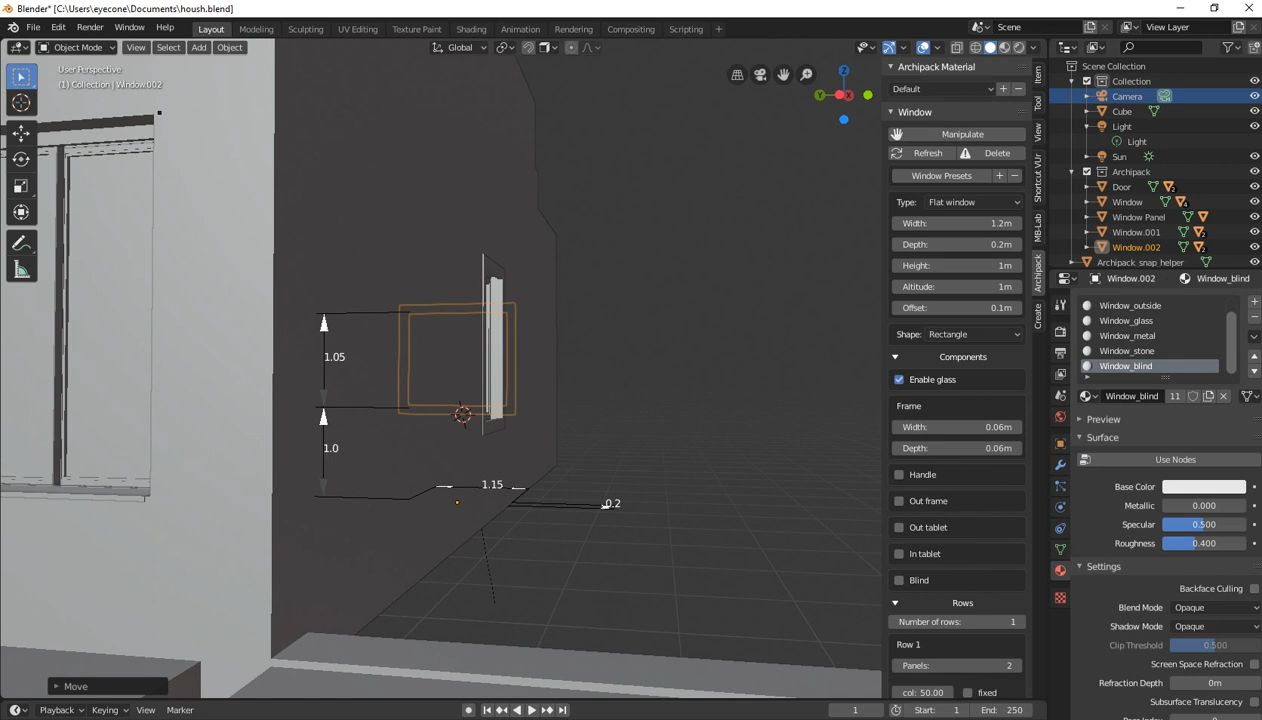 Blender* [C:\Users\eyecone\Documents\housh.blend]
File Edit Render Window Help
Layout Modeling Sculpting UV Editing Texture Paint Shading Animation Rendering Compositing Scripting +
Scene
View Layer
Object Mode View Select Add Object
Global
User Perspective
(1) Collection | Window.002
Y
X
Z
1.05
1.0
1.15
0.2
Move
Archipack Material
Default
Window
Manipulate
Refresh Delete
Window Presets
Type: Flat window
Width: 1.2m
Depth: 0.2m
Height: 1m
Altitude: 1m
Offset: 0.1m
Shape: Rectangle
Components
Enable glass
Frame
Width: 0.06m
Depth: 0.06m
Handle
Out frame
Out tablet
In tablet
Blind
Rows
Number of rows: 1
Row 1
Panels: 2
col: 50.00 fixed
Item
Tool
View
Shortcut VUr
MB-Lab
Archipack
Create
Scene Collection
Collection
Camera
Cube
Light
Light
Sun
Archipack
Door 2
Window 4
Window Panel
Window.001 2
Window.002 2
Archipack_snap_helper
Window.002 Window_blind
Window_outside
Window_glass
Window_metal
Window_stone
Window_blind
Window_blind 11
Preview
Surface
Use Nodes
Base Color
Metallic 0.000
Specular 0.500
Roughness 0.400
Settings
Backface Culling
Blend Mode Opaque
Shadow Mode Opaque
Clip Threshold 0.500
Screen Space Refraction
Refraction Depth 0m
Subsurface Translucency
Playback Keying View Marker
1
Start: 1 End: 250